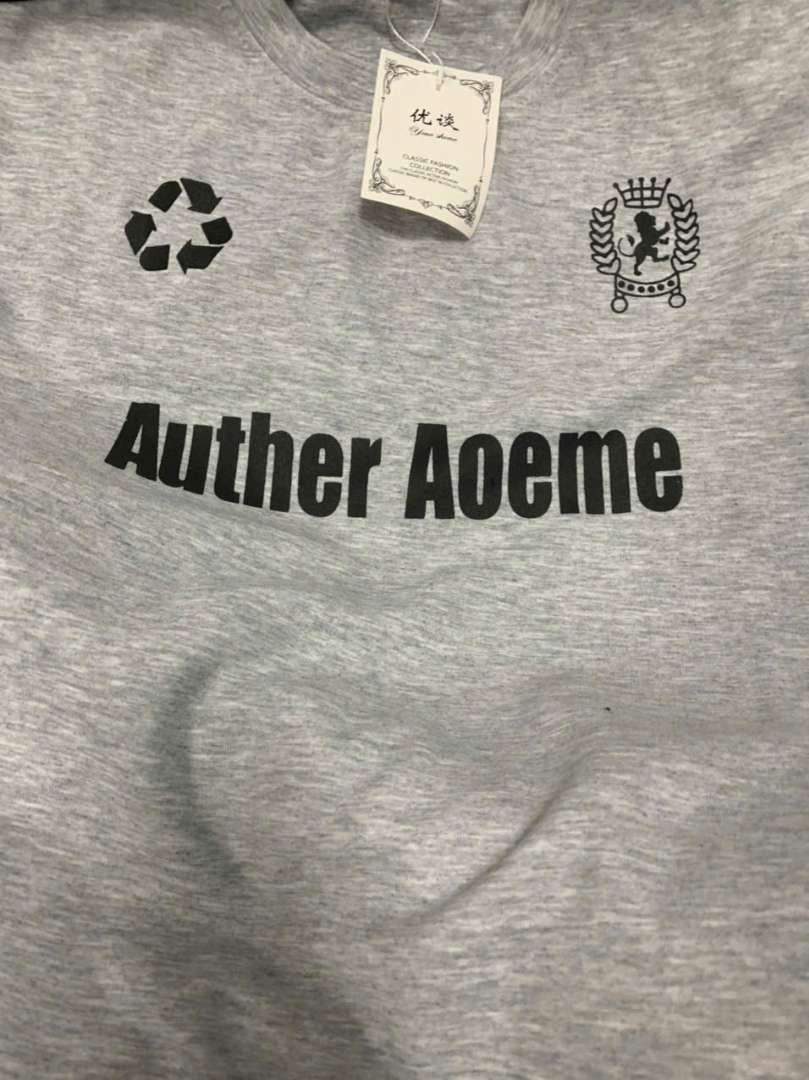 优谈
CLASSIC FASHION
COLLECTION
Auther Aoeme